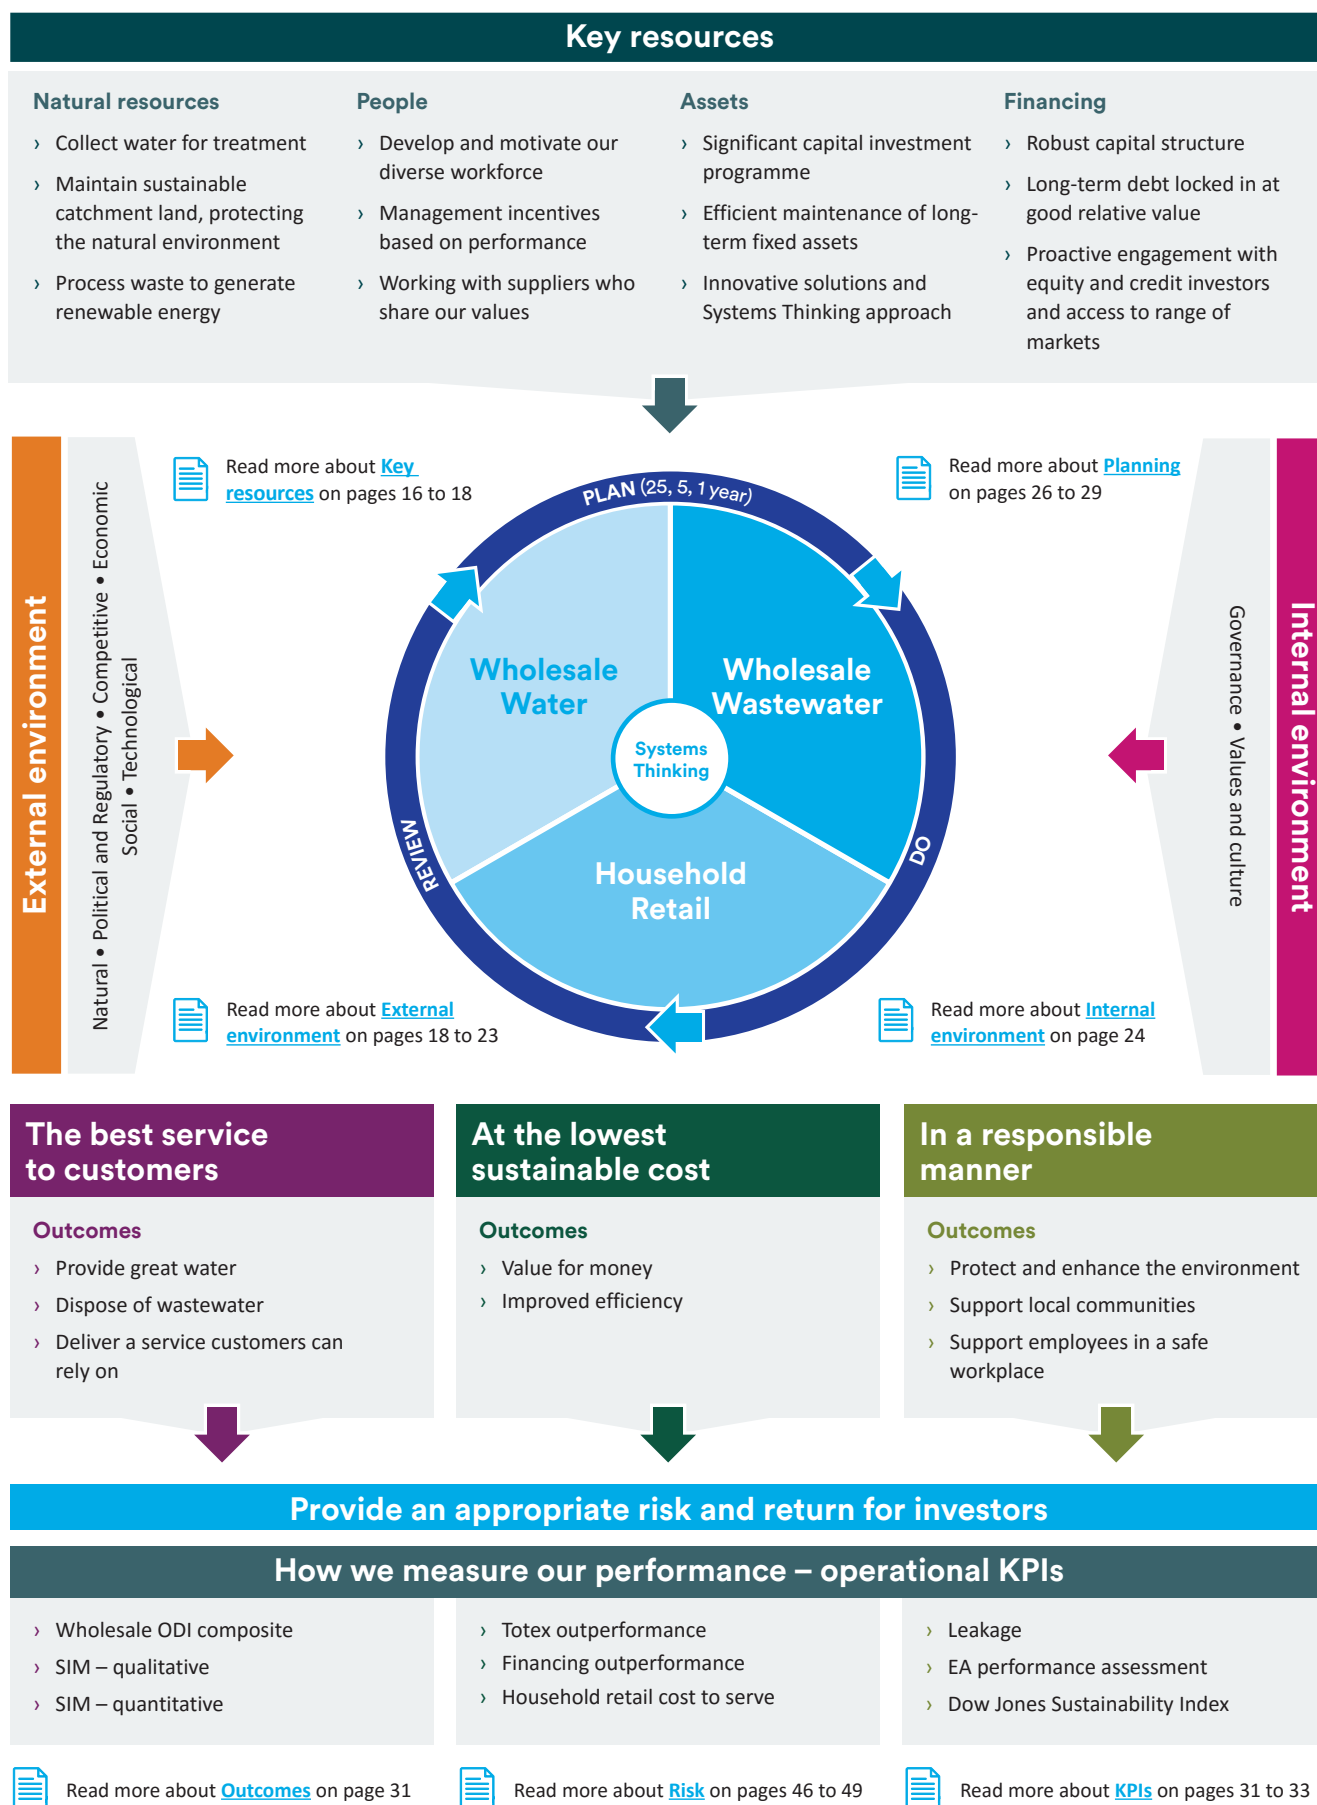 Key resources
Natural resources
› Collect water for treatment
› Maintain sustainable
catchment land, protecting
the natural environment
› Process waste to generate
renewable energy
People
› Develop and motivate our
diverse workforce
› Management incentives
based on performance
› Working with suppliers who
share our values
Assets
› Significant capital investment
programme
› Efficient maintenance of long-
term fixed assets
› Innovative solutions and
Systems Thinking approach
Financing
› Robust capital structure
› Long-term debt locked in at
good relative value
› Proactive engagement with
equity and credit investors
and access to range of
markets
External environment
Natural • Political and Regulatory • Competitive • Economic
Social • Technological
Read more about Key
resources on pages 16 to 18
Read more about Planning
on pages 26 to 29
PLAN (25, 5, 1 year)
DO
REVIEW
Wholesale
Water
Wholesale
Wastewater
Systems
Thinking
Household
Retail
Governance • Values and culture
Internal environment
Read more about External
environment on pages 18 to 23
Read more about Internal
environment on page 24
The best service
to customers
Outcomes
› Provide great water
› Dispose of wastewater
› Deliver a service customers can
rely on
At the lowest
sustainable cost
Outcomes
› Value for money
› Improved efficiency
In a responsible
manner
Outcomes
› Protect and enhance the environment
› Support local communities
› Support employees in a safe
workplace
Provide an appropriate risk and return for investors
How we measure our performance – operational KPIs
› Wholesale ODI composite
› SIM – qualitative
› SIM – quantitative
› Totex outperformance
› Financing outperformance
› Household retail cost to serve
› Leakage
› EA performance assessment
› Dow Jones Sustainability Index
Read more about Outcomes on page 31
Read more about Risk on pages 46 to 49
Read more about KPIs on pages 31 to 33